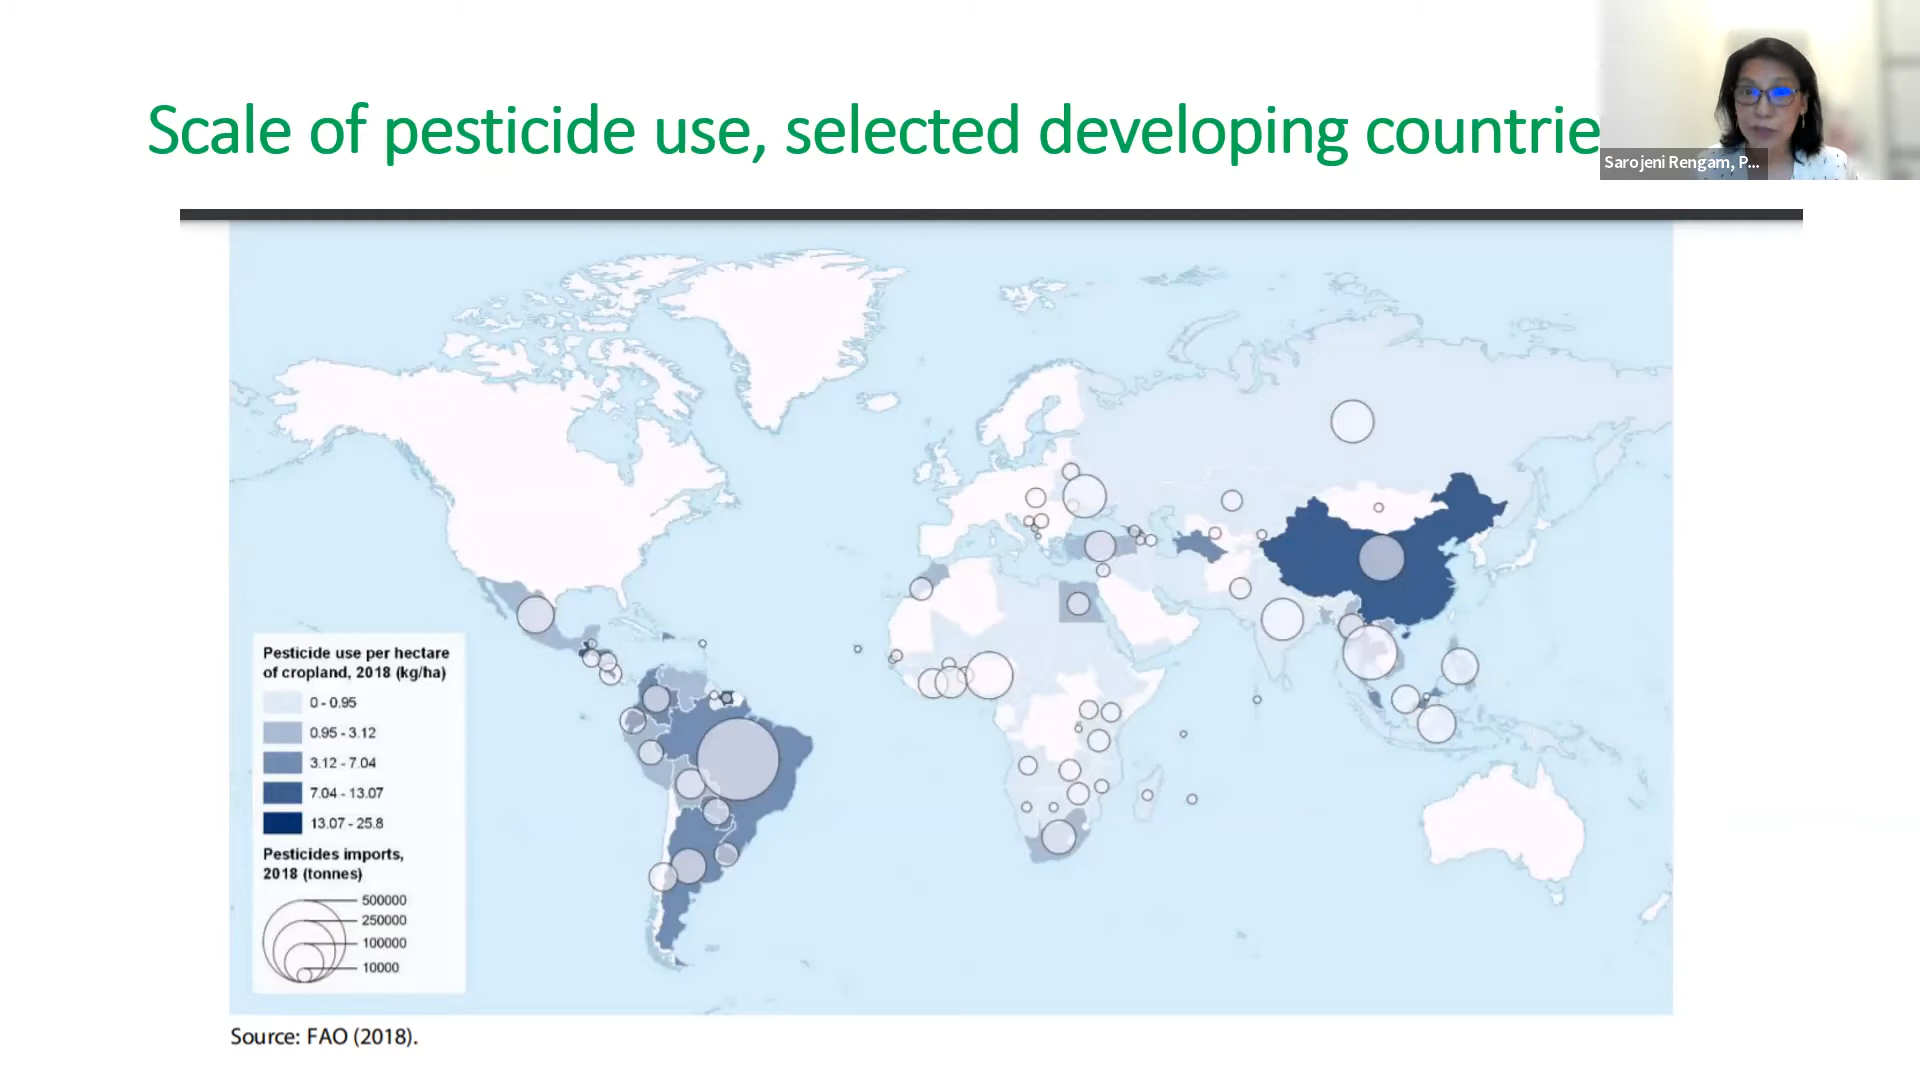 Scale of pesticide use, selected developing countrie
Sarojeni Rengam, P...
Pesticide use per hectare
of cropland, 2018 (kg/ha)
0 - 0.95
0.95 - 3.12
3.12 - 7.04
7.04 - 13.07
13.07 - 25.8
Pesticides imports,
2018 (tonnes)
500000
250000
100000
10000
Source: FAO (2018).